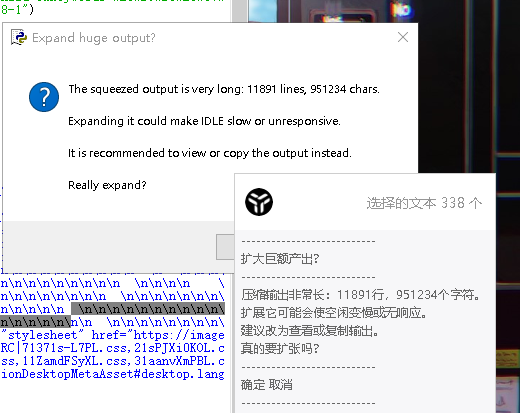 8-1")
Expand huge output?
The squeezed output is very long: 11891 lines, 951234 chars.
Expanding it could make IDLE slow or unresponsive.
It is recommended to view or copy the output instead.
Really expand?
选择的文本 338 个
------------------------
扩大巨额产出?
------------------------
压缩输出非常长：11891行，951234个字符。
扩展它可能会使空闲变慢或无响应。
建议改为查看或复制输出。
真的要扩张吗?
------------------------
确定 取消
------------------------
n\n\n\n\n\n\n\n \n\n\n\n \
n\n\n\n\n\n\n \n\n\n\n\n\n
\n\n\n\n\n \n\n\n\n\n\n\n\n
n\n\n\n\n\n \n\n\n\n\n\n\n
"stylesheet" href="https://image
RC|71371s-L7PL.css,21sPJXiOKOL.c
ss,11ZamdFSyXL.css,31aanvXmPBL.c
ionDesktopMetaAsset#desktop.lang